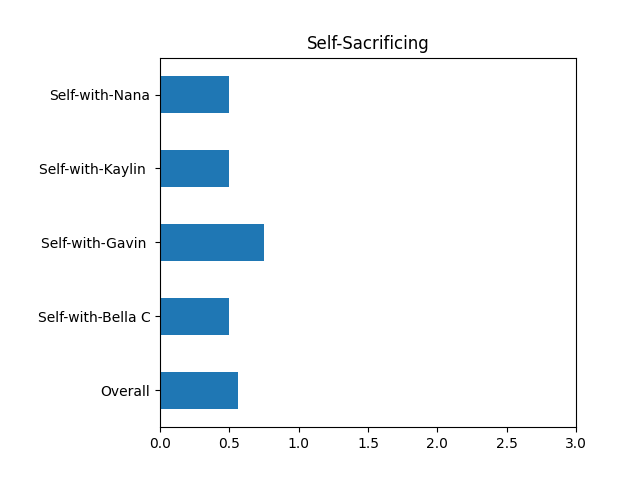 Self-Sacrificing
Self-with-Nana
Self-with-Kaylin
Self-with-Gavin
Self-with-Bella C
Overall
0.0 0.5 1.0 1.5 2.0 2.5 3.0